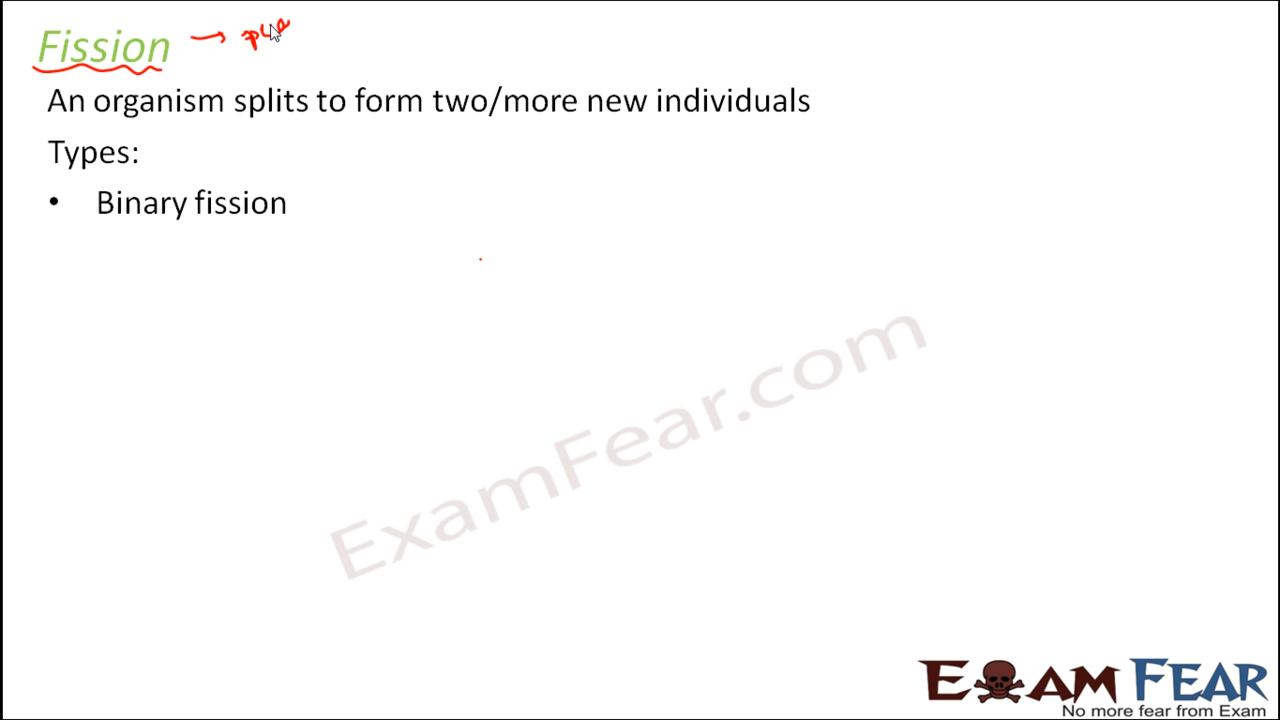 Fission → pla
An organism splits to form two/more new individuals
Types:
• Binary fission
ExamFear.com
EXAM FEAR
No more fear from Exam